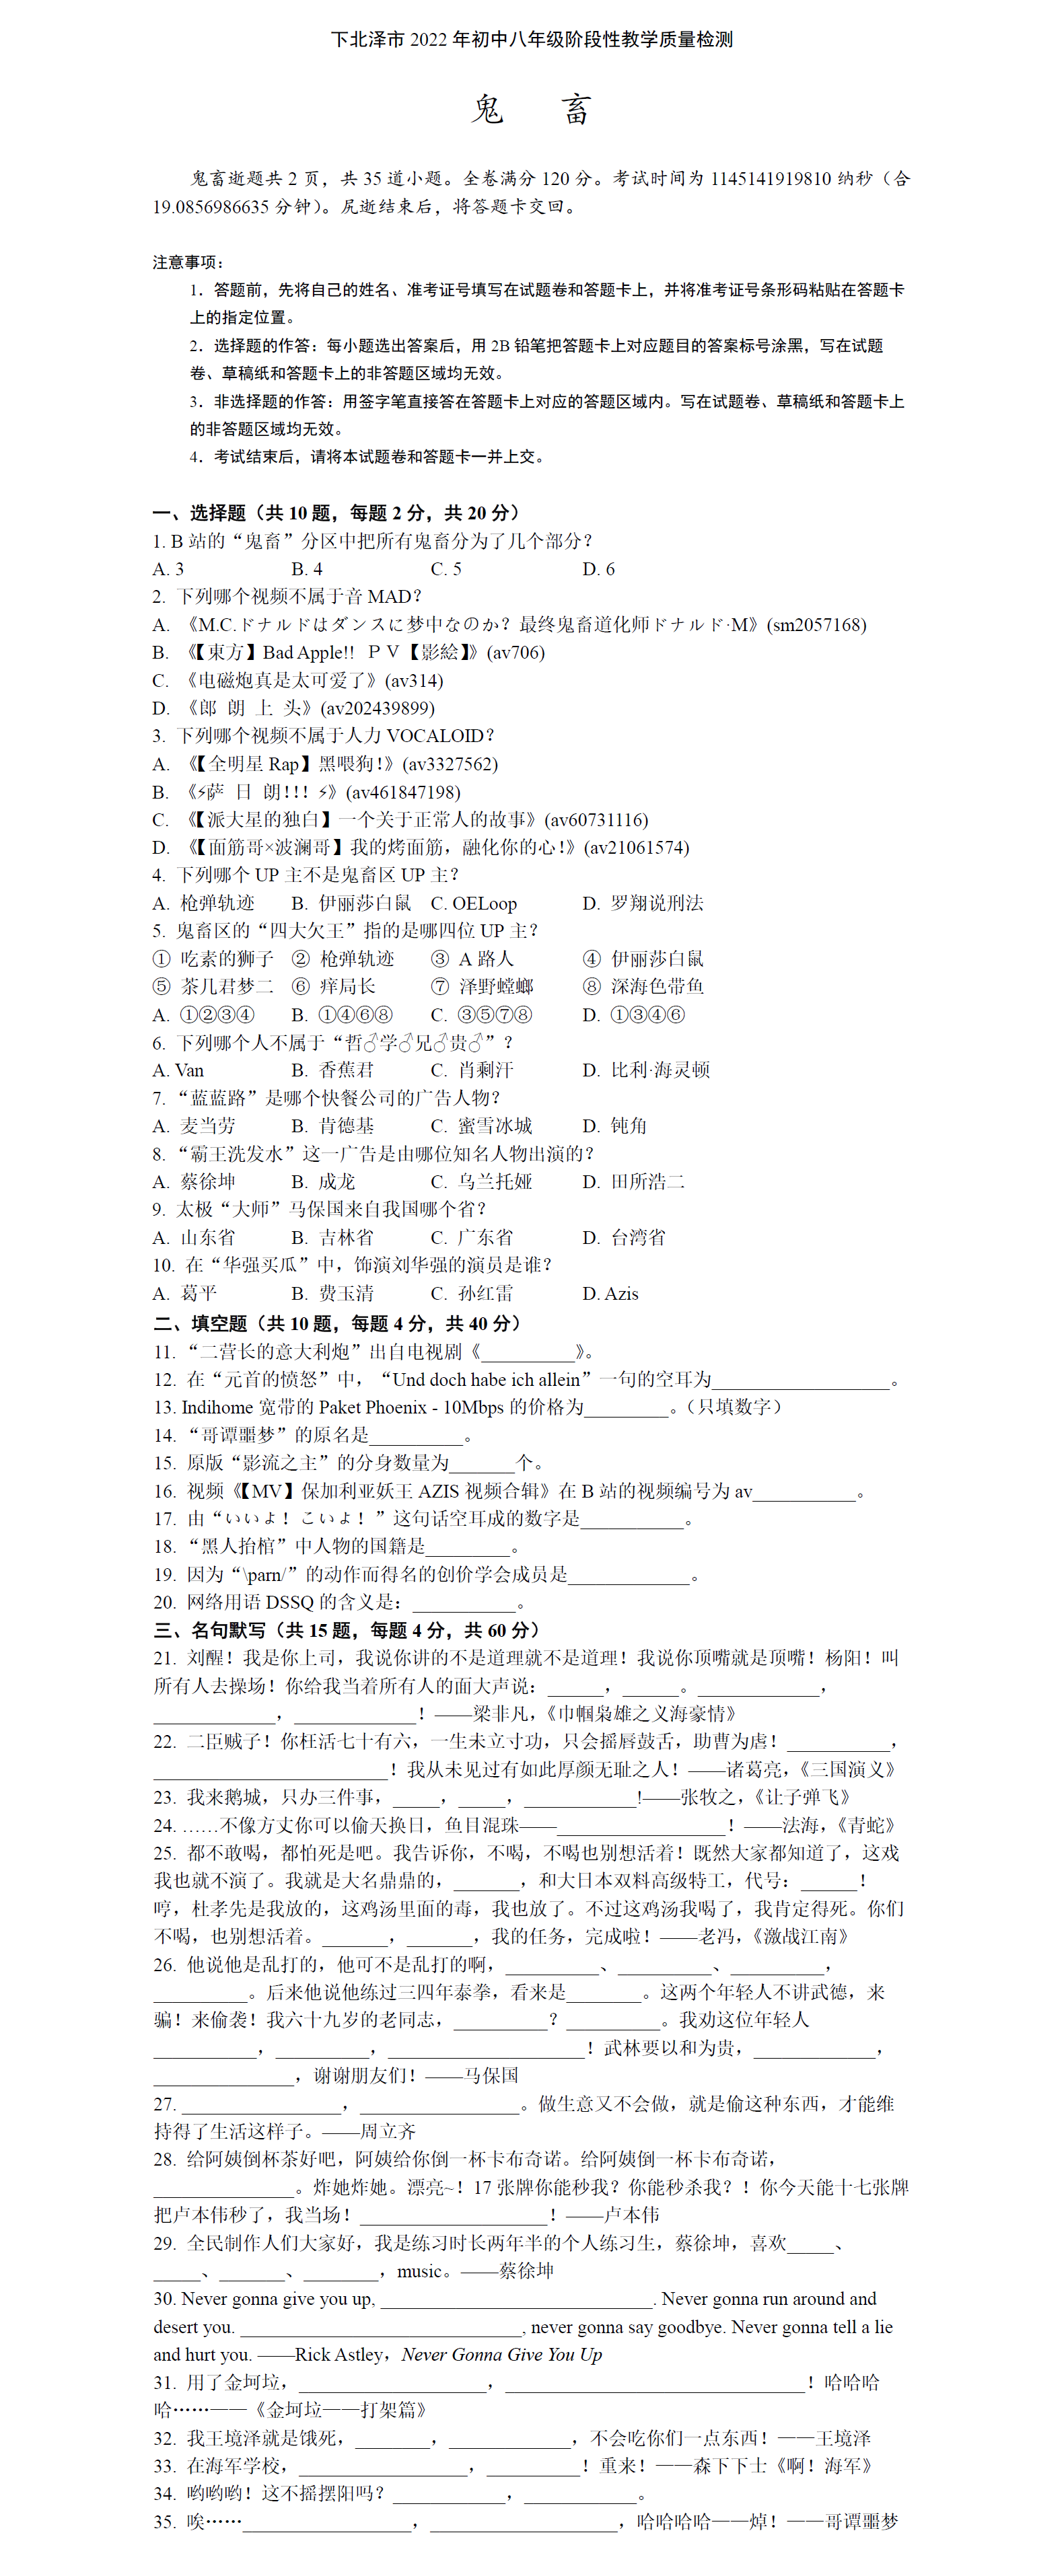 下北泽市 2022 年初中八年级阶段性教学质量检测
鬼 畜
鬼畜逝题共 2 页，共 35 道小题。全卷满分 120 分。考试时间为 1145141919810 纳秒（合
19.0856986635 分钟）。尻逝结束后，将答题卡交回。
注意事项：
1．答题前，先将自己的姓名、准考证号填写在试题卷和答题卡上，并将准考证号条形码粘贴在答题卡
上的指定位置。
2．选择题的作答：每小题选出答案后，用 2B 铅笔把答题卡上对应题目的答案标号涂黑，写在试题
卷、草稿纸和答题卡上的非答题区域均无效。
3．非选择题的作答：用签字笔直接答在答题卡上对应的答题区域内。写在试题卷、草稿纸和答题卡上
的非答题区域均无效。
4．考试结束后，请将本试题卷和答题卡一并上交。
一、选择题（共 10 题，每题 2 分，共 20 分）
1. B 站的“鬼畜”分区中把所有鬼畜分为了几个部分？
A. 3 B. 4 C. 5 D. 6
2. 下列哪个视频不属于音 MAD？
A. 《M.C.ドナルドはダンスに梦中なのか？最终鬼畜道化师ドナルド·M》(sm2057168)
B. 《【東方】Bad Apple!! ＰＶ【影絵】》(av706)
C. 《电磁炮真是太可爱了》(av314)
D. 《郎 朗 上 头》(av202439899)
3. 下列哪个视频不属于人力 VOCALOID？
A. 《【全明星 Rap】黑喂狗！》(av3327562)
B. 《⚡萨 日 朗！！！⚡》(av461847198)
C. 《【派大星的独白】一个关于正常人的故事》(av60731116)
D. 《【面筋哥×波澜哥】我的烤面筋，融化你的心！》(av21061574)
4. 下列哪个 UP 主不是鬼畜区 UP 主？
A. 枪弹轨迹 B. 伊丽莎白鼠 C. OELoop D. 罗翔说刑法
5. 鬼畜区的“四大欠王”指的是哪四位 UP 主？
① 吃素的狮子 ② 枪弹轨迹 ③ A 路人 ④ 伊丽莎白鼠
⑤ 茶儿君梦二 ⑥ 痒局长 ⑦ 泽野螳螂 ⑧ 深海色带鱼
A. ①②③④ B. ①④⑥⑧ C. ③⑤⑦⑧ D. ①③④⑥
6. 下列哪个人不属于“哲♂学♂兄♂贵♂”？
A. Van B. 香蕉君 C. 肖剩汗 D. 比利·海灵顿
7. “蓝蓝路”是哪个快餐公司的广告人物？
A. 麦当劳 B. 肯德基 C. 蜜雪冰城 D. 钝角
8. “霸王洗发水”这一广告是由哪位知名人物出演的？
A. 蔡徐坤 B. 成龙 C. 乌兰托娅 D. 田所浩二
9. 太极“大师”马保国来自我国哪个省？
A. 山东省 B. 吉林省 C. 广东省 D. 台湾省
10. 在“华强买瓜”中，饰演刘华强的演员是谁？
A. 葛平 B. 费玉清 C. 孙红雷 D. Azis
二、填空题（共 10 题，每题 4 分，共 40 分）
11. “二营长的意大利炮”出自电视剧《__________》。
12. 在“元首的愤怒”中，“Und doch habe ich allein”一句的空耳为___________________。
13. Indihome 宽带的 Paket Phoenix - 10Mbps 的价格为_________。（只填数字）
14. “哥谭噩梦”的原名是__________。
15. 原版“影流之主”的分身数量为_______个。
16. 视频《【MV】保加利亚妖王 AZIS 视频合辑》在 B 站的视频编号为 av___________。
17. 由“いいよ！こいよ！”这句话空耳成的数字是___________。
18. “黑人抬棺”中人物的国籍是_________。
19. 因为“\parn/”的动作而得名的创价学会成员是_____________。
20. 网络用语 DSSQ 的含义是：___________。
三、名句默写（共 15 题，每题 4 分，共 60 分）
21. 刘醒！我是你上司，我说你讲的不是道理就不是道理！我说你顶嘴就是顶嘴！杨阳！叫
所有人去操场！你给我当着所有人的面大声说：______，______。_____________，
_____________，_____________！——梁非凡，《巾帼枭雄之义海豪情》
22. 二臣贼子！你枉活七十有六，一生未立寸功，只会摇唇鼓舌，助曹为虐！___________，
_________________________！我从未见过有如此厚颜无耻之人！——诸葛亮，《三国演义》
23. 我来鹅城，只办三件事，_____，_____，____________!——张牧之，《让子弹飞》
24. ……不像方丈你可以偷天换日，鱼目混珠——__________________！——法海，《青蛇》
25. 都不敢喝，都怕死是吧。我告诉你，不喝，不喝也别想活着！既然大家都知道了，这戏
我也就不演了。我就是大名鼎鼎的，_______，和大日本双料高级特工，代号：______！
哼，杜孝先是我放的，这鸡汤里面的毒，我也放了。不过这鸡汤我喝了，我肯定得死。你们
不喝，也别想活着。_______，_______，我的任务，完成啦！——老冯，《激战江南》
26. 他说他是乱打的，他可不是乱打的啊，__________、__________、__________，
__________。后来他说他练过三四年泰拳，看来是________。这两个年轻人不讲武德，来
骗！来偷袭！我六十九岁的老同志，__________？__________。我劝这位年轻人
___________，__________，_____________________！武林要以和为贵，_____________，
_______________，谢谢朋友们！——马保国
27. _________________，_________________。做生意又不会做，就是偷这种东西，才能维
持得了生活这样子。——周立齐
28. 给阿姨倒杯茶好吧，阿姨给你倒一杯卡布奇诺。给阿姨倒一杯卡布奇诺，
_______________。炸她炸她。漂亮~！17 张牌你能秒我？你能秒杀我？！你今天能十七张牌
把卢本伟秒了，我当场！____________________！——卢本伟
29. 全民制作人们大家好，我是练习时长两年半的个人练习生，蔡徐坤，喜欢_____、
_____、_______、________，music。——蔡徐坤
30. Never gonna give you up, _____________________________. Never gonna run around and
desert you. ______________________________, never gonna say goodbye. Never gonna tell a lie
and hurt you. ——Rick Astley，Never Gonna Give You Up
31. 用了金坷垃，____________________，________________________________！哈哈哈
哈……——《金坷垃——打架篇》
32. 我王境泽就是饿死，________，_____________，不会吃你们一点东西！——王境泽
33. 在海军学校，__________________，__________！重来！——森下下士《啊！海军》
34. 哟哟哟！这不摇摆阳吗？____________，____________。
35. 唉……__________________，____________________，哈哈哈哈——焯！——哥谭噩梦